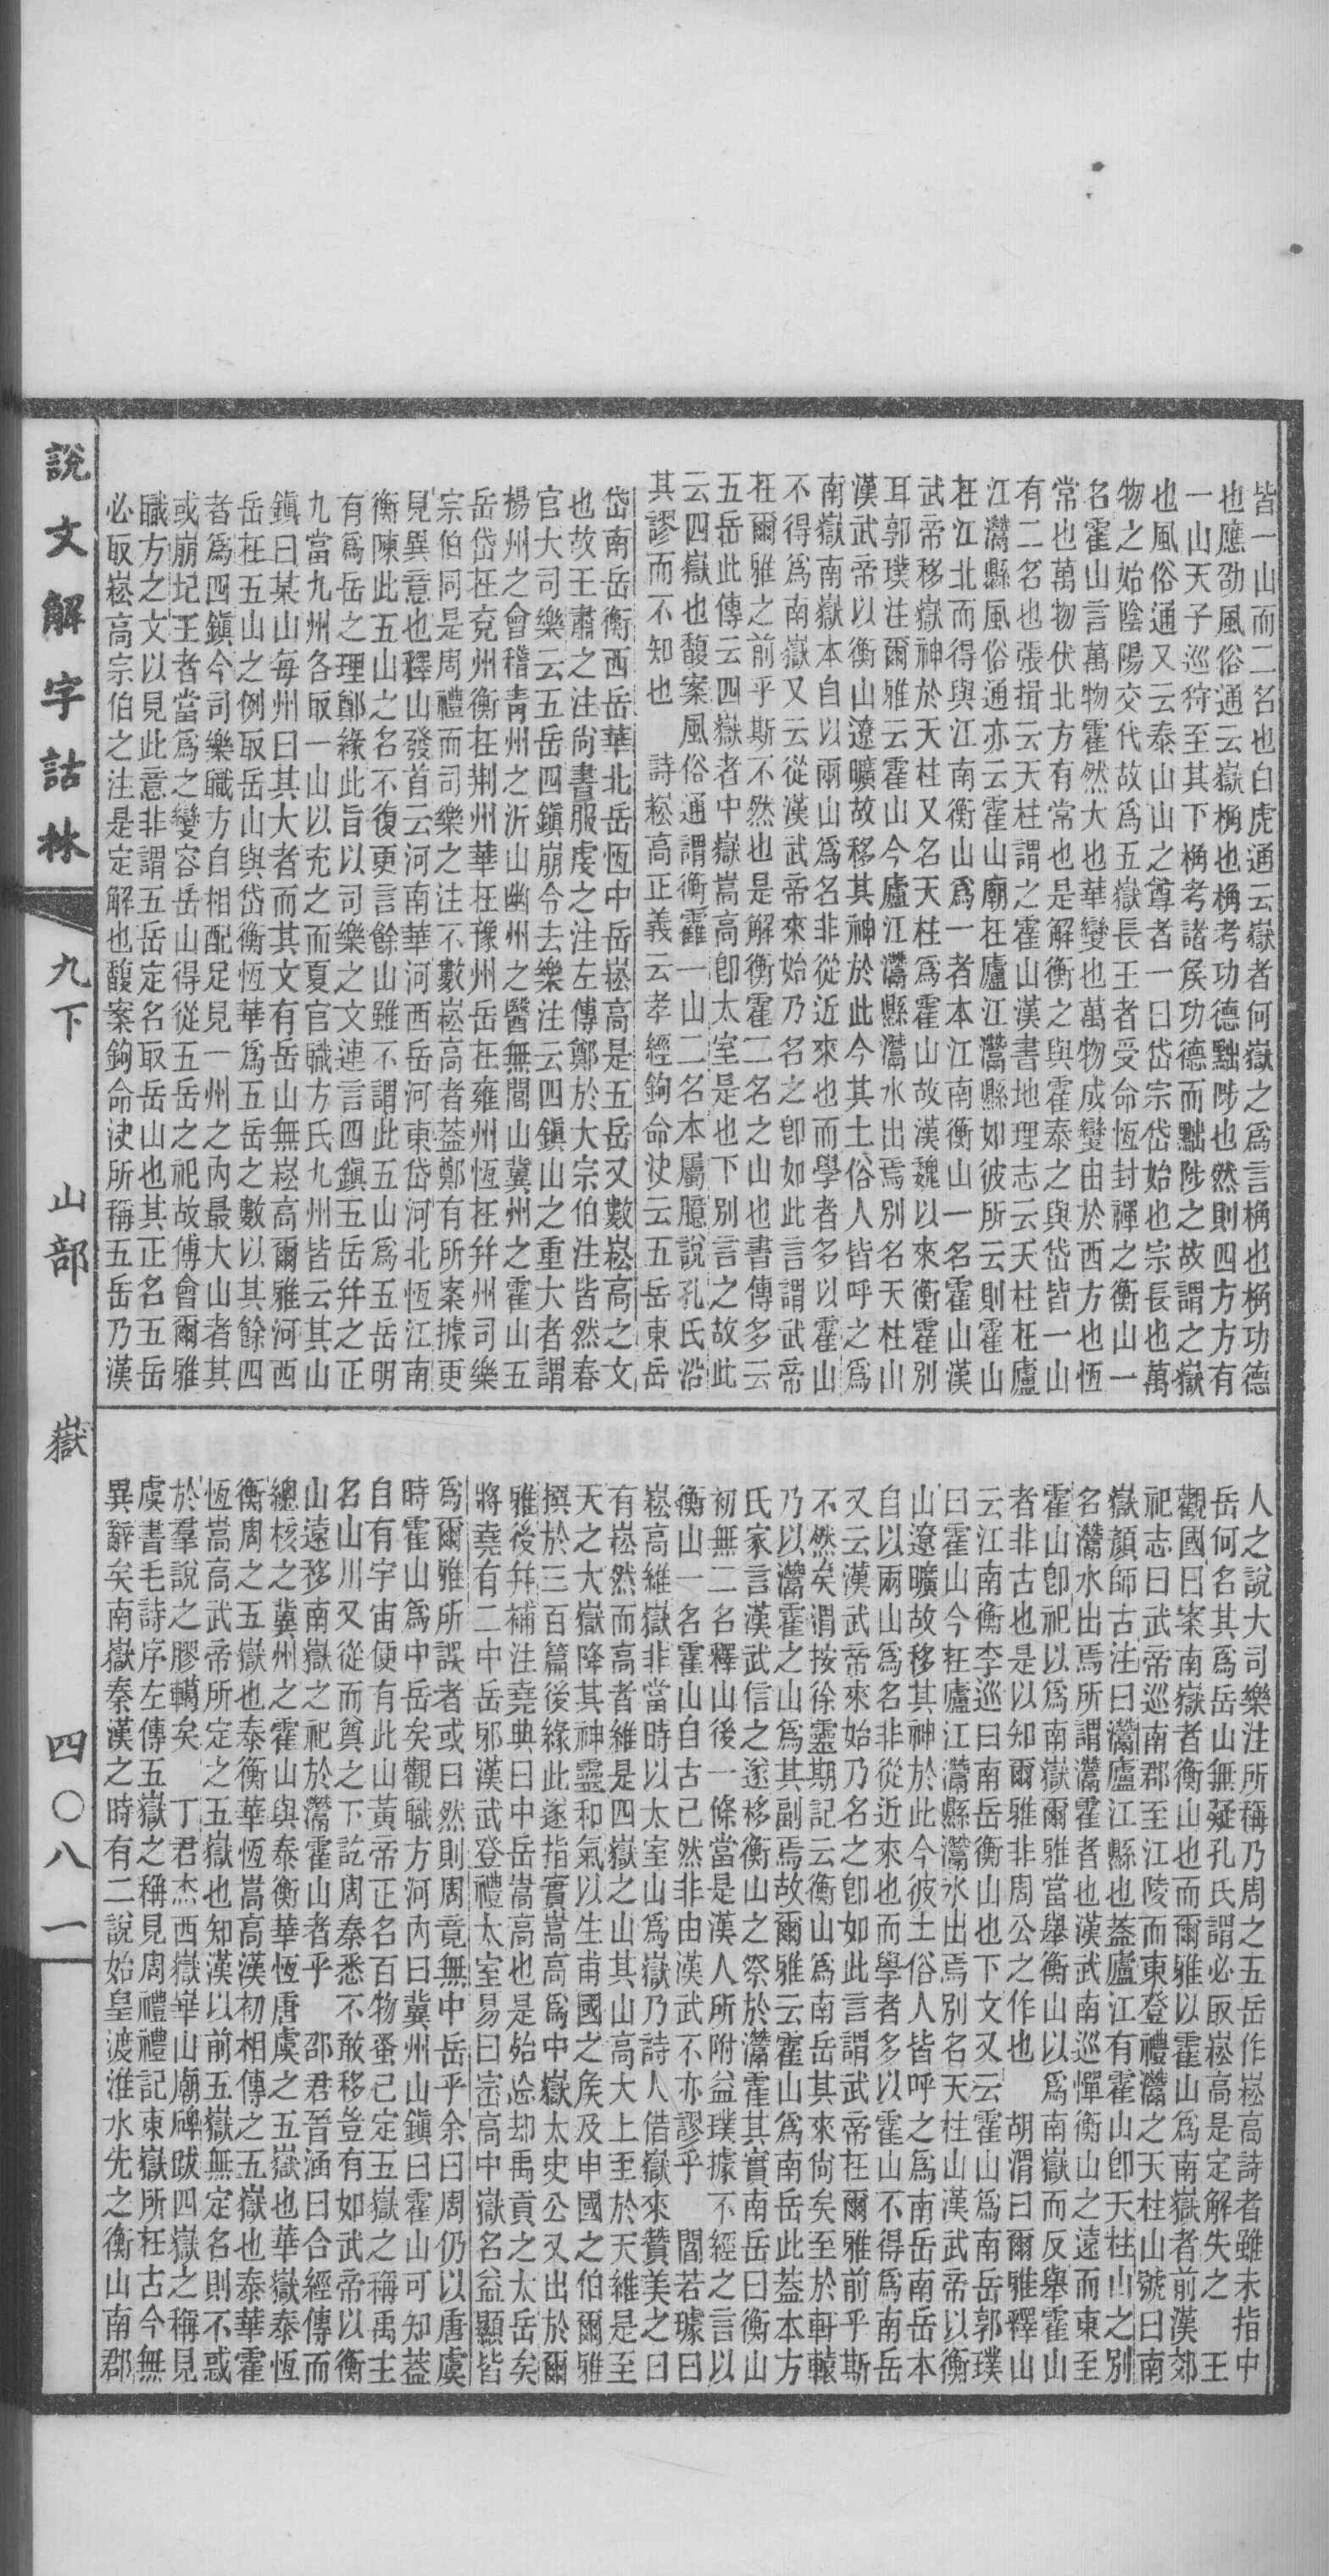 皆一山而二名也白虎通云嶽者何嶽之爲言桷也桷功德
也應劭風俗通云嶽桷也桷考功德黜陟也然則四方方有
一山天子巡狩至其下桷考諸矦功德而黜陟之故謂之嶽
也風俗通又云泰山山之尊者一曰岱宗岱始也宗長也萬
物之始陰陽交代故爲五嶽長王者受命恆封禪之衡山一
名霍山言萬物霍然大也華變也萬物成變由於西方也恆
常也萬物伏北方有常也是解衡之與霍泰之與岱皆一山
有二名也張揖云天柱謂之霍山漢書地理志云天柱在廬
江灊縣風俗通亦云霍山廟在廬江灊縣如彼所云則霍山
在江北而得與江南衡山爲一者本江南衡山一名霍山漢
武帝移嶽神於天柱又名天柱爲霍山故漢魏以來衡霍別
耳郭璞注爾雅云霍山今廬江灊縣灊水出焉別名天柱山
漢武帝以衡山遼曠故移其神於此今其土俗人皆呼之爲
南嶽南嶽本自以兩山爲名非從近來也而學者多以霍山
不得爲南嶽又云從漢武帝來始乃名之卽如此言謂武帝
在爾雅之前乎斯不然也是解衡霍二名之山也書傳多云
五岳此傳云四嶽者中嶽嵩高卽太室是也下別言之故此
云四嶽也馥案風俗通謂衡霍一山二名本屬臆說孔氏沿
其謬而不知也　詩崧高正義云孝經鉤命決云五岳東岳
岱南岳衡西岳華北岳恆中岳崧高是五岳又數崧高之文
也故王肅之注尚書服虔之注左傳鄭於大宗伯注皆然春
官大司樂云五岳四鎮崩令去樂注云四鎮山之重大者謂
楊州之會稽青州之沂山幽州之醫無閭山冀州之霍山五
岳岱在兗州衡在荆州華在豫州岳在雍州恆在幷州司樂
宗伯同是周禮而司樂之注不數崧高者葢鄭有所案據更
見異意也釋山發首云河南華河西岳河東岱河北恆江南
衡陳此五山之名不復更言餘山雖不謂此五山爲五岳明
有爲岳之理鄭緣此旨以司樂之文連言四鎮五岳幷之正
九當九州各取一山以充之而夏官職方氏九州皆云其山
鎮曰某山每州曰其大者而其文有岳山無崧高爾雅河西
岳在五山之例取岳山與岱衡恆華爲五岳之數以其餘四
者爲四鎮今司樂職方自相配足見一州之內最大山者其
或崩圮王者當爲之變容岳山得從五岳之祀故傅會爾雅
職方之文以見此意非謂五岳定名取岳山也其正名五岳
必取崧高宗伯之注是定解也馥案鉤命決所稱五岳乃漢
人之說大司樂注所稱乃周之五岳作崧高詩者雖未指中
岳何名其爲岳山無疑孔氏謂必取崧高是定解失之　王
觀國曰案南嶽者衡山也而爾雅以霍山爲南嶽者前漢郊
祀志曰武帝巡南郡至江陵而東登禮灊之天柱山號曰南
嶽顏師古注曰灊廬江縣也葢廬江有霍山卽天柱山之別
名灊水出焉所謂灊霍者也漢武南巡憚衡山之遠而東至
霍山卽祀以爲南嶽爾雅當舉衡山以爲南嶽而反舉霍山
者非古也是以知爾雅非周公之作也　胡渭曰爾雅釋山
云江南衡李巡曰南岳衡山也下文又云霍山爲南岳郭璞
曰霍山今在廬江灊縣灊水出焉別名天柱山漢武帝以衡
山遼曠故移其神於此今彼土俗人皆呼之爲南岳南岳本
自以兩山爲名非從近來也而學者多以霍山不得爲南岳
又云漢武帝來始乃名之卽如此言謂武帝在爾雅前乎斯
不然矣渭按徐靈期記云衡山爲南岳其來尙矣至於軒轅
乃以灊霍之山爲其副焉故爾雅云霍山爲南岳此葢本方
氏家言漢武信之遂移衡山之祭於灊霍其實南岳曰衡山
初無二名釋山後一條當是漢人所附益璞據不經之言以
衡山一名霍山自古已然非由漢武不亦謬乎　閻若璩曰
崧高維嶽非當時以太室山爲嶽乃詩人借嶽來贊美之曰
有崧然而高者維是四嶽之山其山高大上至於天維是至
天之大嶽降其神靈和氣以生甫國之矦及申國之伯爾雅
撰於三百篇後緣此遂指實嵩高爲中嶽太史公又出於爾
雅後幷補注堯典曰中岳嵩高也是殆忘却禹貢之太岳矣
將堯有二中岳邪漢武登禮太室易曰崈高中嶽名益顯皆
爲爾雅所誤者或曰然則周竟無中岳乎余曰周仍以唐虞
時霍山爲中岳矣觀職方河內曰冀州山鎮曰霍山可知葢
自有宇宙便有此山黃帝正名百物蚤已定五嶽之稱禹主
名山川又從而奠之下訖周秦悉不敢移豈有如武帝以衡
山遠移南嶽之祀於灊霍山者乎　邵君晉涵曰合經傳而
總核之冀州之霍山與泰衡華恆唐虞之五嶽也華嶽泰恆
衡周之五嶽也泰衡華恆嵩高漢初相傳之五嶽也泰華霍
恆嵩高武帝所定之五嶽也知漢以前五嶽無定名則不惑
於羣說之膠轕矣　丁君杰西嶽華山廟碑跋四嶽之稱見
虞書毛詩序左傳五嶽之稱見周禮禮記東嶽所在古今無
異辭矣南嶽秦漢之時有二說始皇渡淮水先之衡山南郡
說文解字詁林　九下　山部　嶽　四〇八一